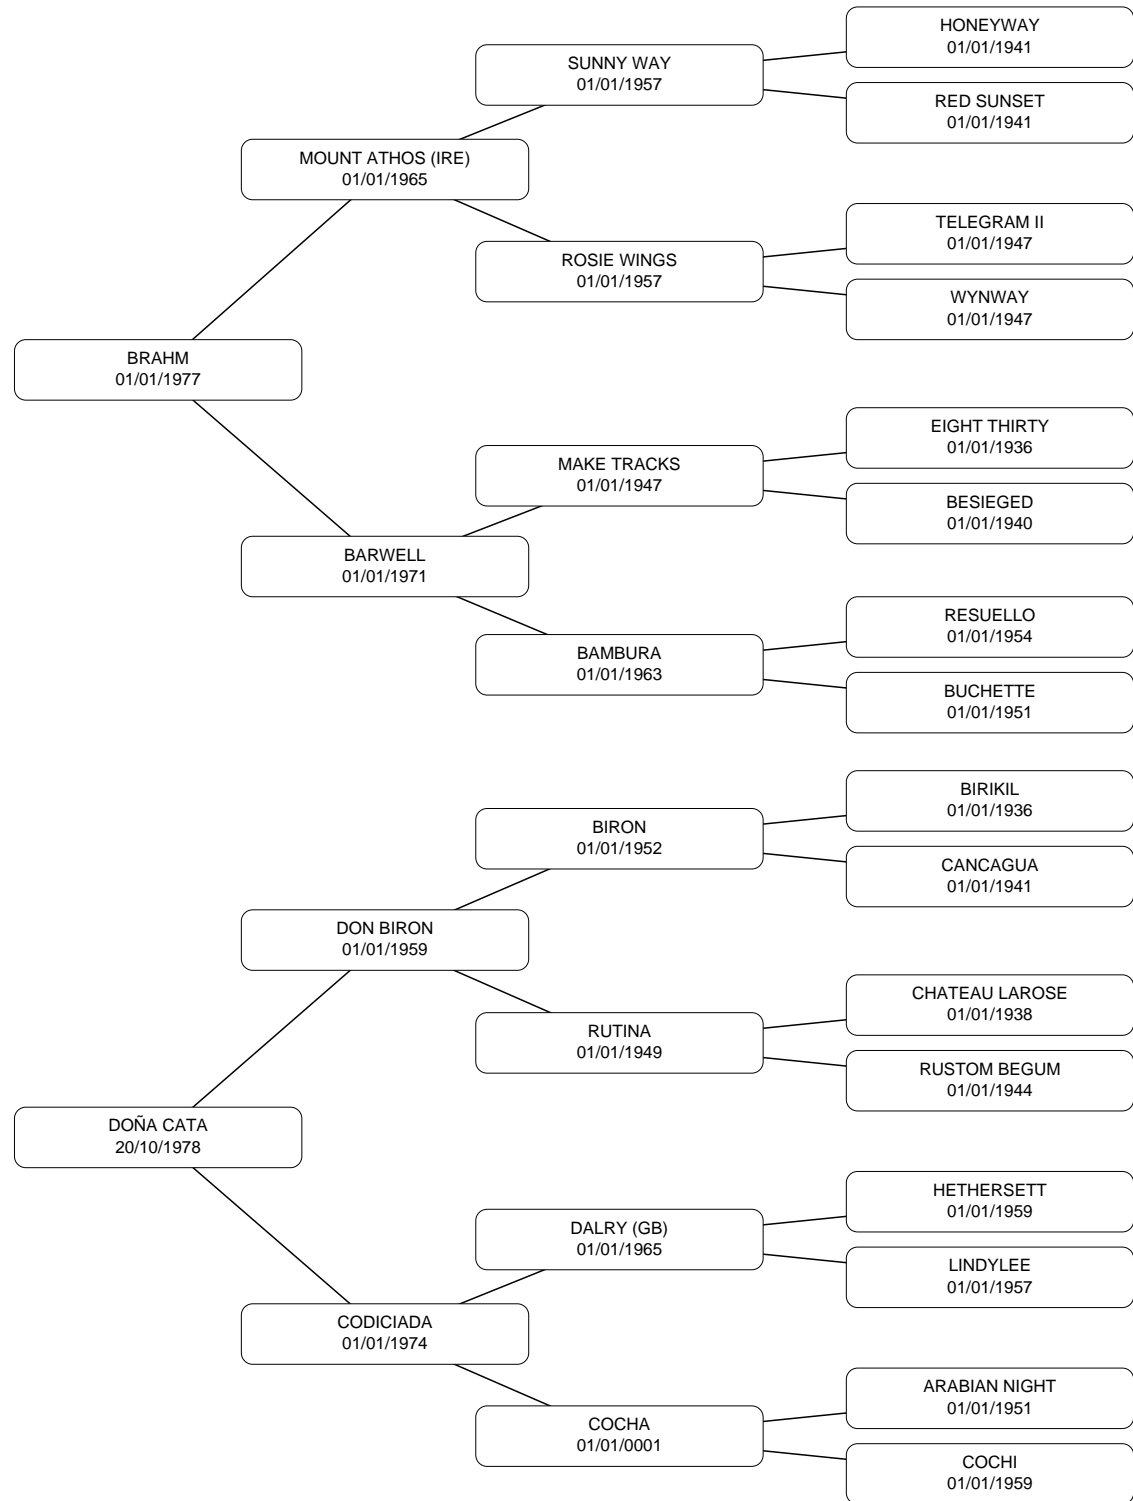 HONEYWAY
01/01/1941
SUNNY WAY
01/01/1957
RED SUNSET
01/01/1941
MOUNT ATHOS (IRE)
01/01/1965
TELEGRAM II
01/01/1947
ROSIE WINGS
01/01/1957
WYNWAY
01/01/1947
BRAHM
01/01/1977
EIGHT THIRTY
01/01/1936
MAKE TRACKS
01/01/1947
BESIEGED
01/01/1940
BARWELL
01/01/1971
RESUELLO
01/01/1954
BAMBURA
01/01/1963
BUCHETTE
01/01/1951
BIRIKIL
01/01/1936
BIRON
01/01/1952
CANCAGUA
01/01/1941
DON BIRON
01/01/1959
CHATEAU LAROSE
01/01/1938
RUTINA
01/01/1949
RUSTOM BEGUM
01/01/1944
DOÑA CATA
20/10/1978
HETHERSETT
01/01/1959
DALRY (GB)
01/01/1965
LINDYLEE
01/01/1957
CODICIADA
01/01/1974
ARABIAN NIGHT
01/01/1951
COCHA
01/01/0001
COCHI
01/01/1959